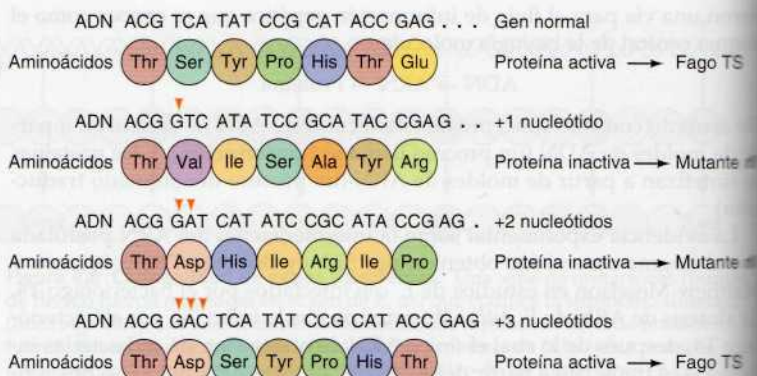 ADN ACG TCA TAT CCG CAT ACC GAG . . . Gen normal
Aminoácidos Thr Ser Tyr Pro His Thr Glu Proteína activa → Fago TS
ADN ACG GTC ATA TCC GCA TAC CGA G . +1 nucleótido
Aminoácidos Thr Val Ile Ser Ala Tyr Arg Proteína inactiva → Mutante
ADN ACG GAT CAT ATC CGC ATA CCG AG . +2 nucleótidos
Aminoácidos Thr Asp His Ile Arg Ile Pro Proteína inactiva → Mutante
ADN ACG GAC TCA TAT CCG CAT ACC GAG +3 nucleótidos
Aminoácidos Thr Asp Ser Tyr Pro His Thr Proteína activa → Fago TS